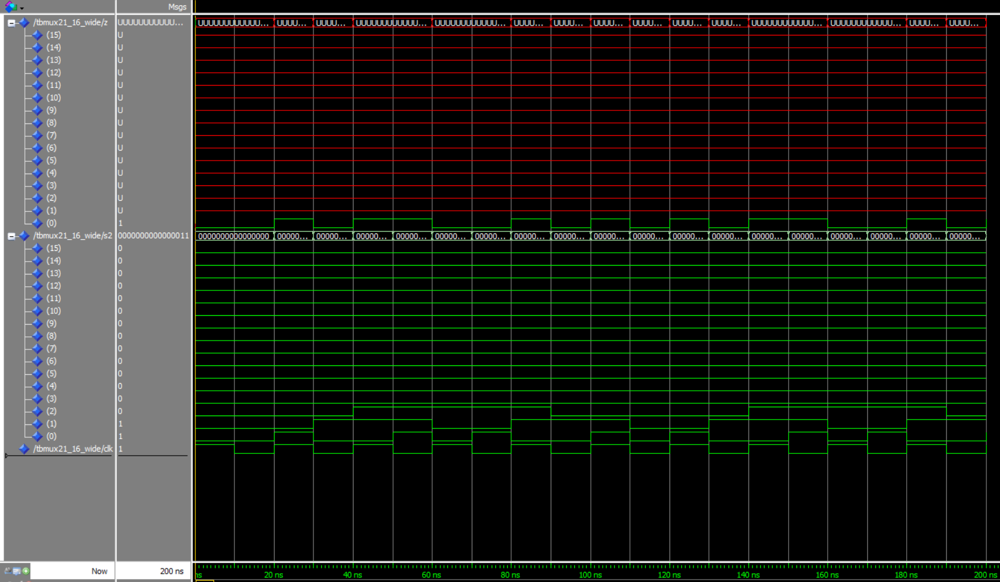 Msgs
/tbmux21_16_wide/z UUUUUUUUUUU... UUUUUUUUUUUU... UUUU... UUUU... UUUUUUUUUUUU... UUUUUUUUUUUU... UUUU... UUUU... UUUU... UUUU... UUUU... UUUU... UUUUUUUUUUUU... UUUUUUUUUUUU... UUUU... UUUU...
(15) U
(14) U
(13) U
(12) U
(11) U
(10) U
(9) U
(8) U
(7) U
(6) U
(5) U
(4) U
(3) U
(2) U
(1) U
(0) 1
/tbmux21_16_wide/s2 0000000000000011 0000000000000000 00000... 00000... 00000... 00000... 00000... 00000... 00000... 00000... 00000... 00000... 00000... 00000... 00000... 00000... 00000... 00000... 00000... 00000...
(15) 0
(14) 0
(13) 0
(12) 0
(11) 0
(10) 0
(9) 0
(8) 0
(7) 0
(6) 0
(5) 0
(4) 0
(3) 0
(2) 0
(1) 1
(0) 1
/tbmux21_16_wide/clk 1
Now 200 ns
ns 20 ns 40 ns 60 ns 80 ns 100 ns 120 ns 140 ns 160 ns 180 ns 200 ns